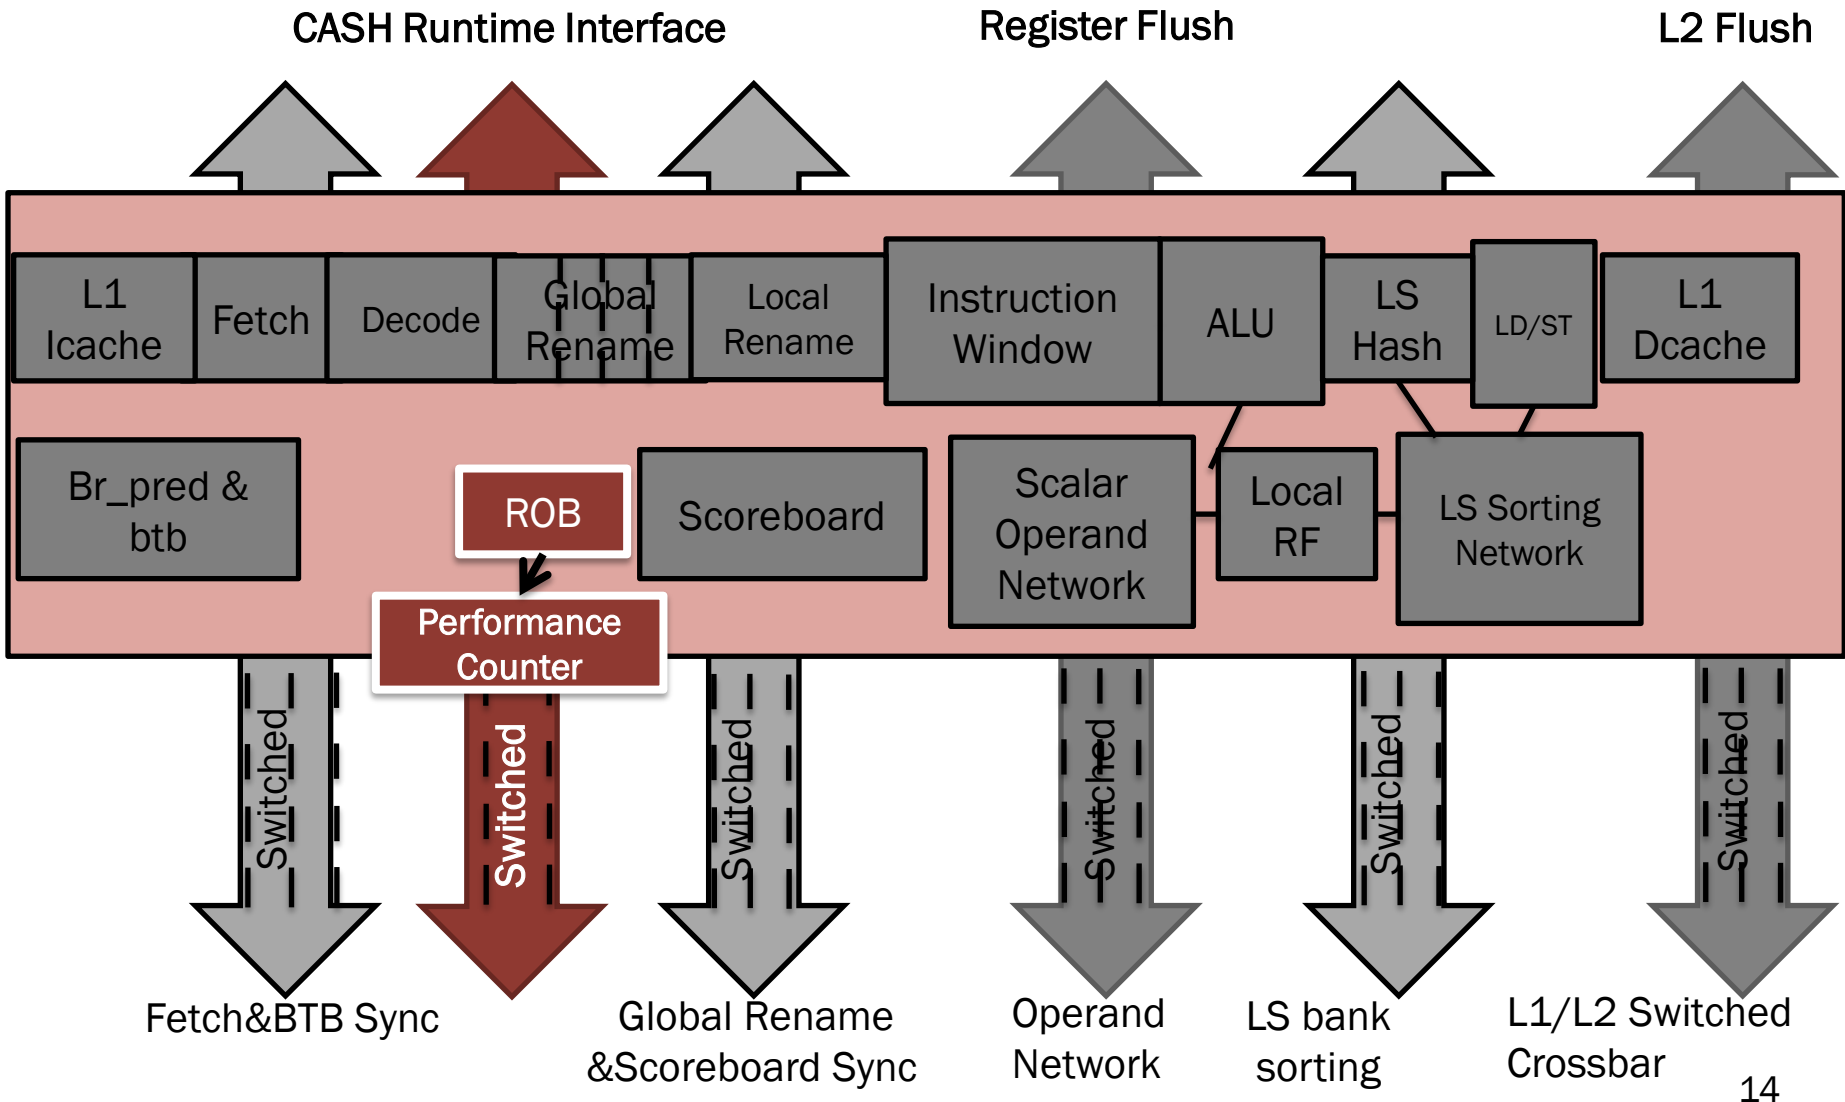 CASH Runtime Interface
Register Flush
L2 Flush
L1
Icache
Fetch
Decode
Global
Rename
Local
Rename
Instruction
Window
ALU
LS
Hash
LD/ST
L1
Dcache
Br_pred &
btb
ROB
Scoreboard
Scalar
Operand
Network
Local
RF
LS Sorting
Network
Performance
Counter
Switched
Switched
Switched
Switched
Switched
Switched
Fetch&BTB Sync
Global Rename
&Scoreboard Sync
Operand
Network
LS bank
sorting
L1/L2 Switched
Crossbar
14